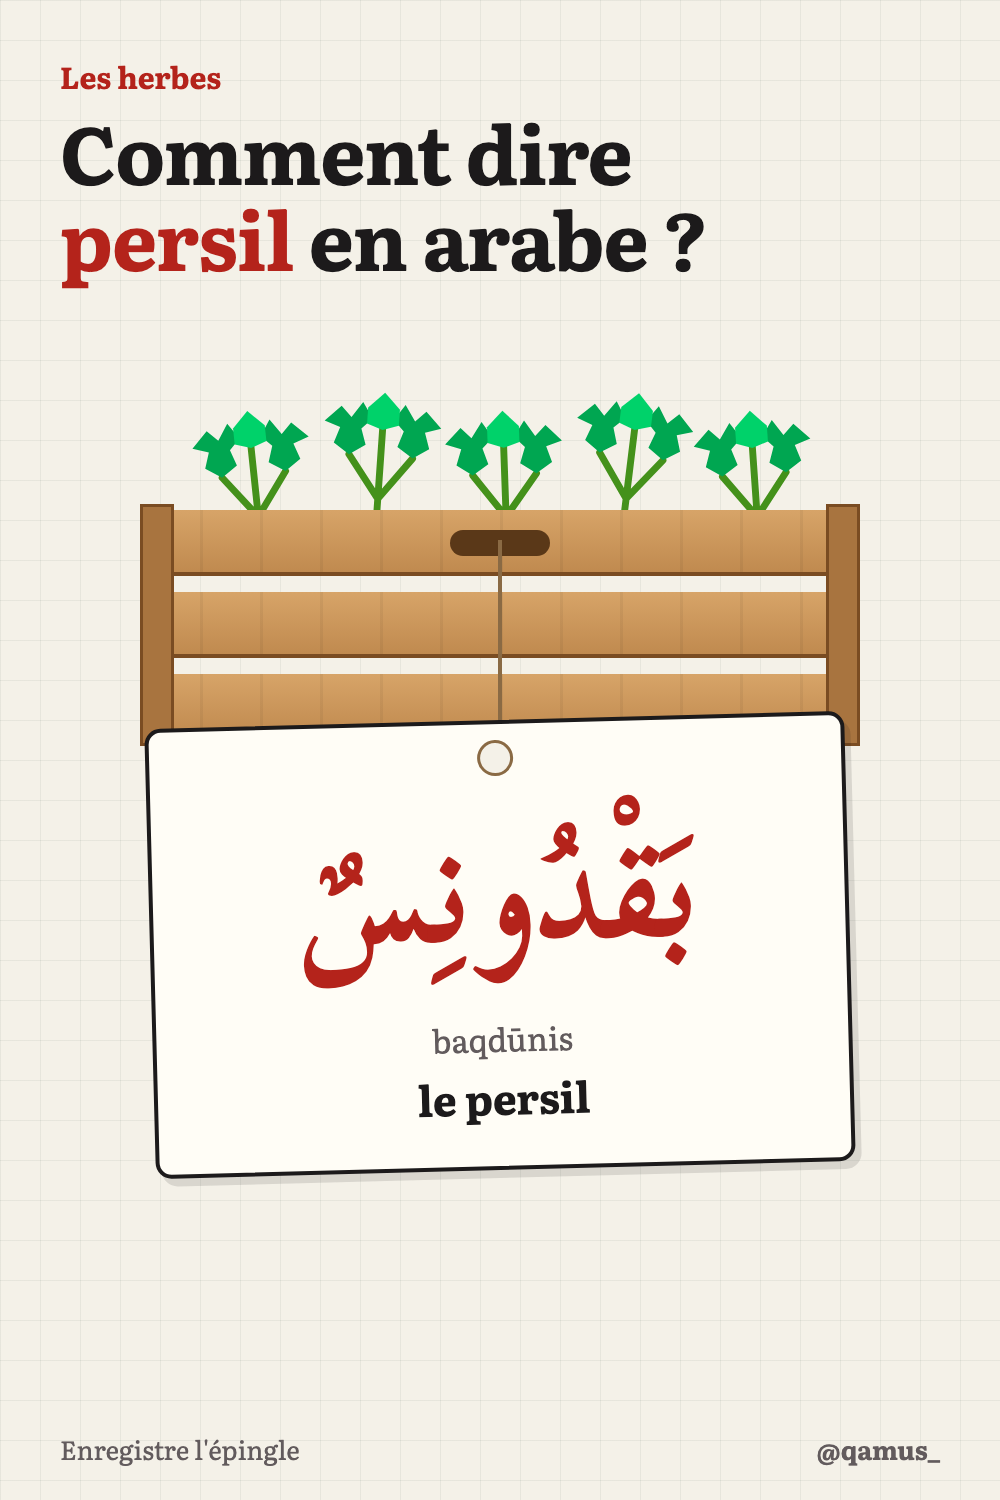 Les herbes
Comment dire
persil en arabe ?
بَقْدُونِسٌ
baqdūnis
le persil
Enregistre l'épingle
@qamus_